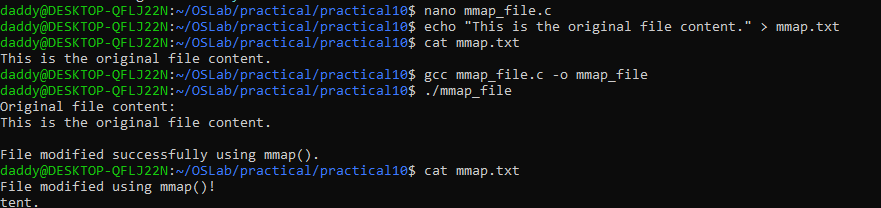 daddy@DESKTOP-QFLJ22N:~/OSLab/practical/practical10$ nano mmap_file.c
daddy@DESKTOP-QFLJ22N:~/OSLab/practical/practical10$ echo "This is the original file content." > mmap.txt
daddy@DESKTOP-QFLJ22N:~/OSLab/practical/practical10$ cat mmap.txt
This is the original file content.
daddy@DESKTOP-QFLJ22N:~/OSLab/practical/practical10$ gcc mmap_file.c -o mmap_file
daddy@DESKTOP-QFLJ22N:~/OSLab/practical/practical10$ ./mmap_file
Original file content:
This is the original file content.

File modified successfully using mmap().
daddy@DESKTOP-QFLJ22N:~/OSLab/practical/practical10$ cat mmap.txt
File modified using mmap()!
tent.